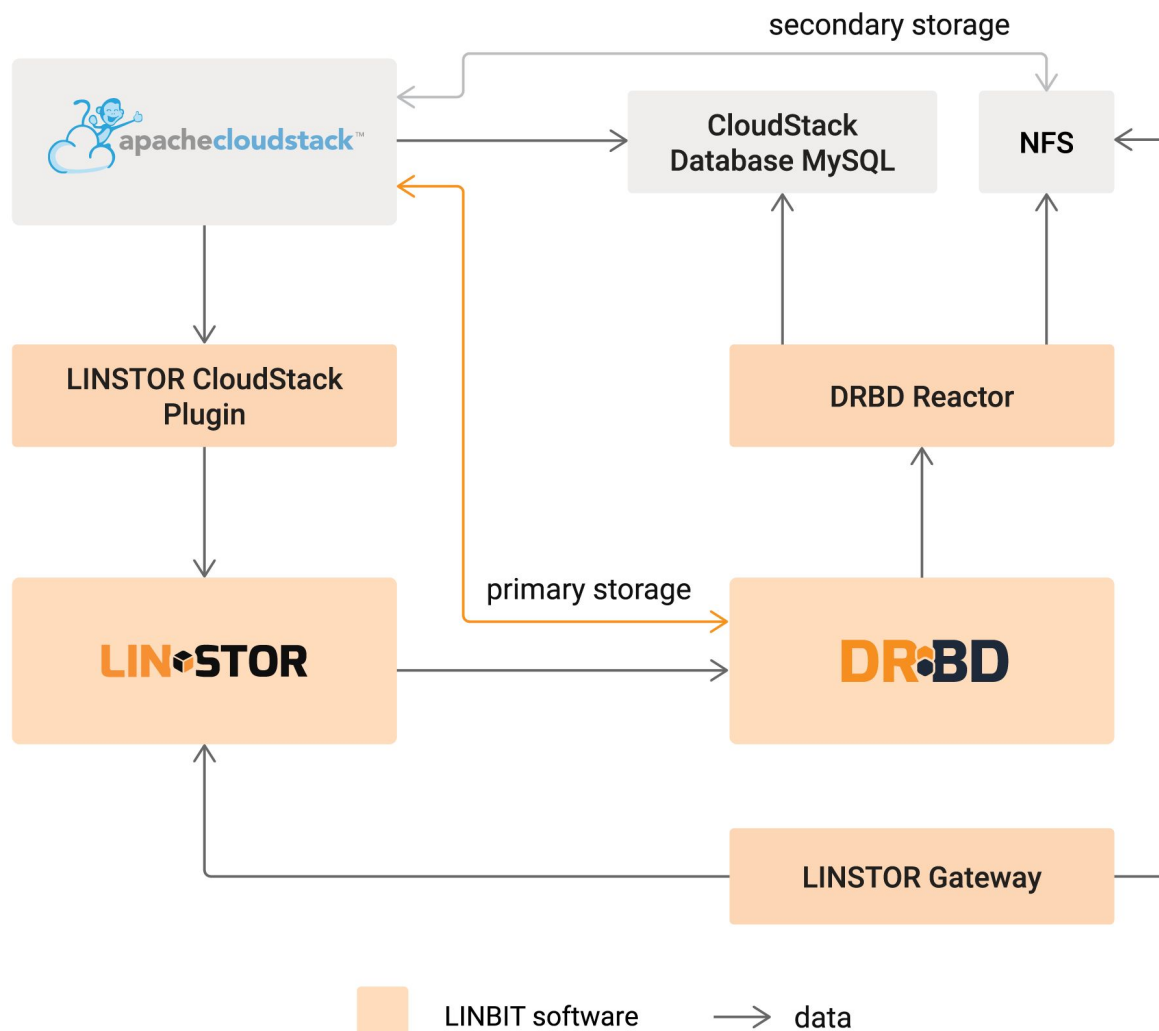 secondary storage
apachecloudstack™
CloudStack
Database MySQL
NFS
LINSTOR CloudStack
Plugin
DRBD Reactor
primary storage
LINSTOR
DRBD
LINSTOR Gateway
LINBIT software
data